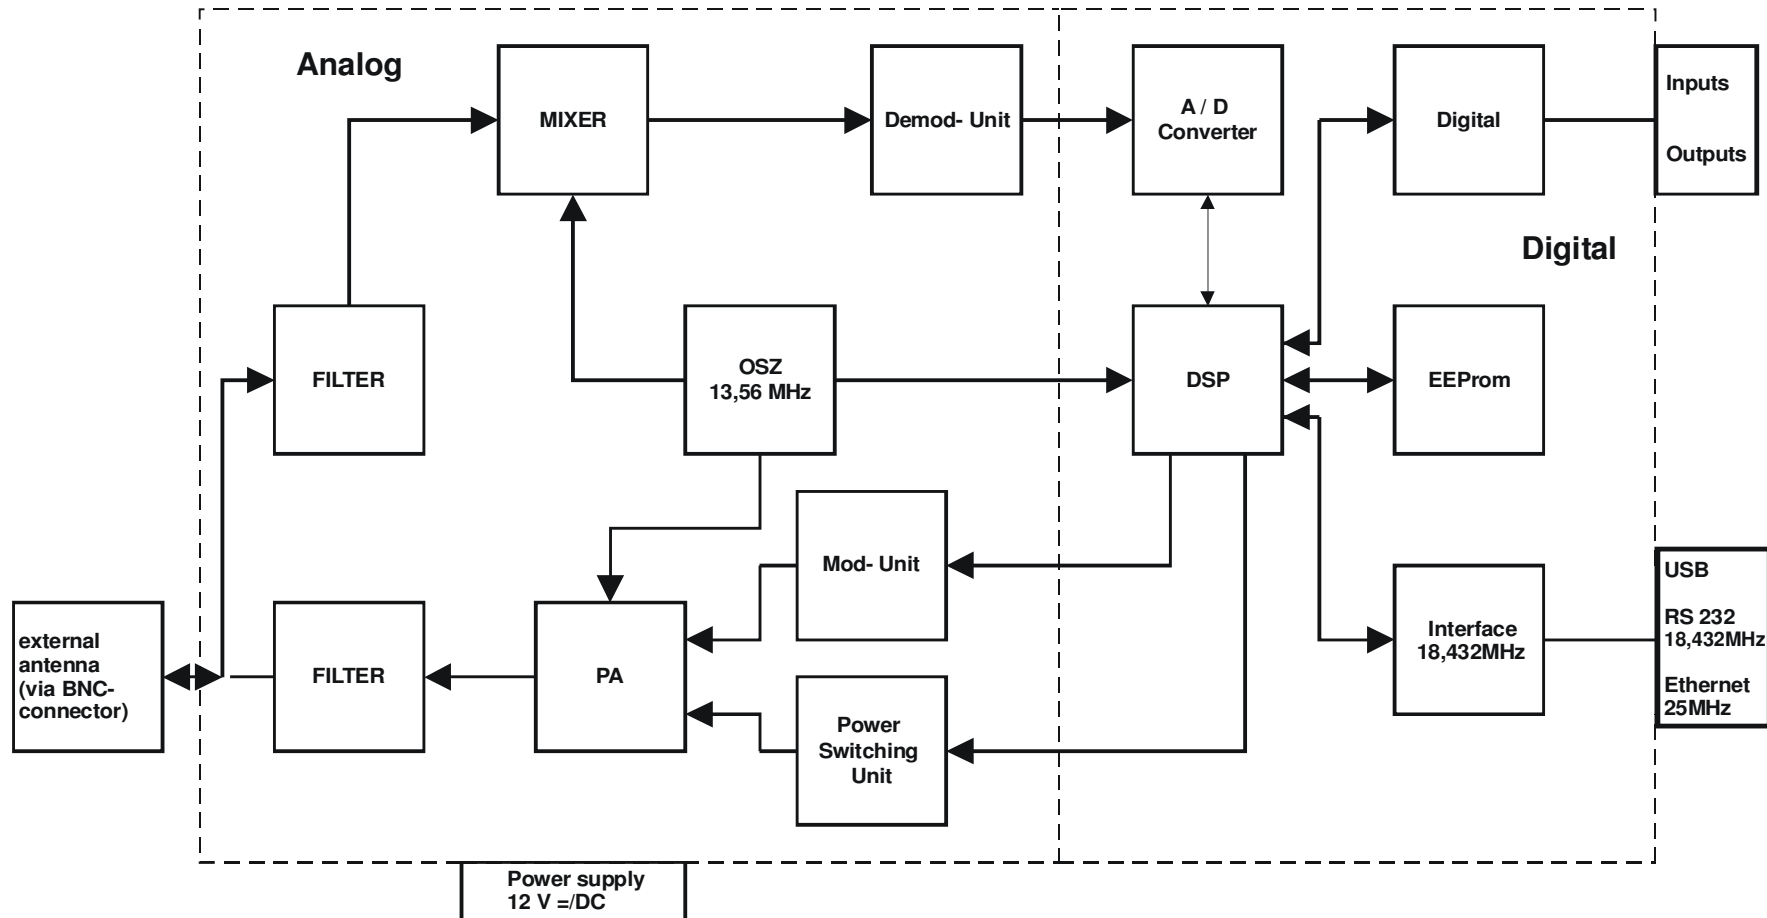 Analog
MIXER
Demod- Unit
A / D
Converter
Digital
Inputs
Outputs
Digital
FILTER
OSZ
13,56 MHz
DSP
EEProm
Mod- Unit
external
antenna
(via BNC-
connector)
FILTER
PA
Power
Switching
Unit
Interface
18,432MHz
USB
RS 232
18,432MHz
Ethernet
25MHz
Power supply
12 V =/DC